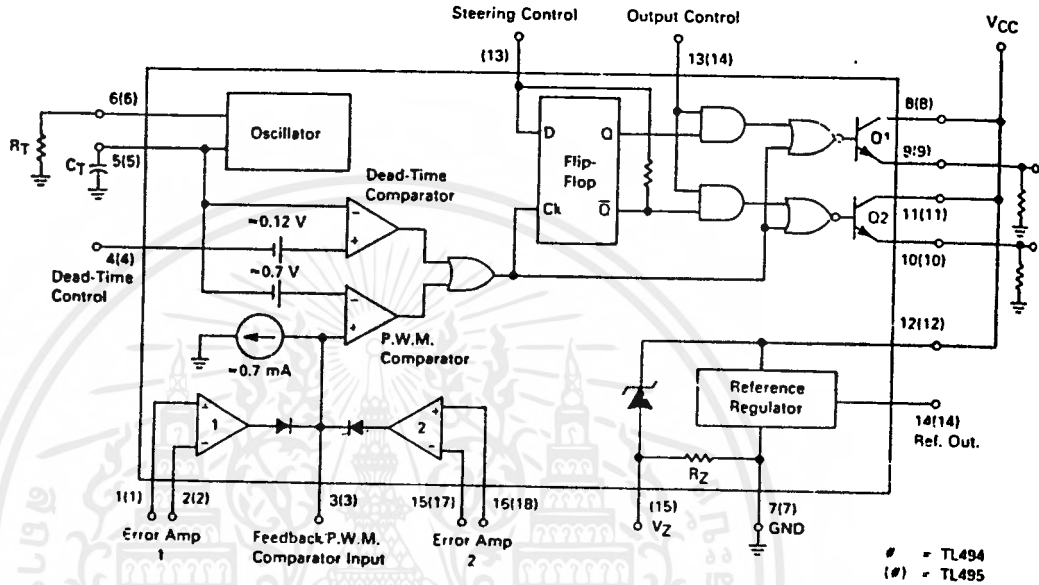 Steering Control
Output Control
VCC
(13)
13(14)
6(6)
RT
CT
5(5)
Oscillator
Dead-Time
Comparator
≈0.12 V
4(4)
Dead-Time
Control
≈0.7 V
P.W.M.
Comparator
≈0.7 mA
D
Q
Flip-
Flop
Ck
Q̅
8(8)
Q1
9(9)
11(11)
Q2
10(10)
12(12)
Reference
Regulator
14(14)
Ref. Out.
RZ
1
2
1(1)
2(2)
3(3)
15(17)
16(18)
(15)
VZ
7(7)
GND
Error Amp
1
Feedback P.W.M.
Comparator Input
Error Amp
2
# = TL494
(#) = TL495